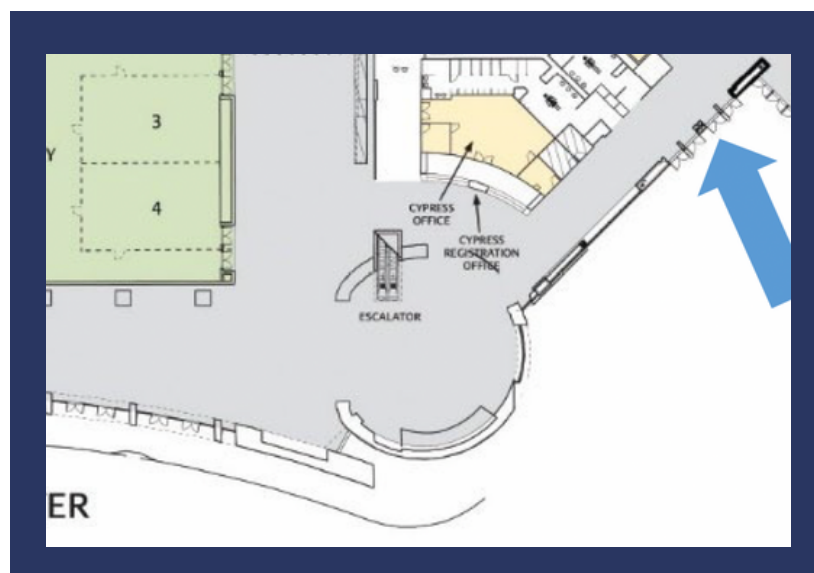 3
Y
4
CYPRESS
OFFICE
CYPRESS
REGISTRATION
OFFICE
ESCALATOR
ER